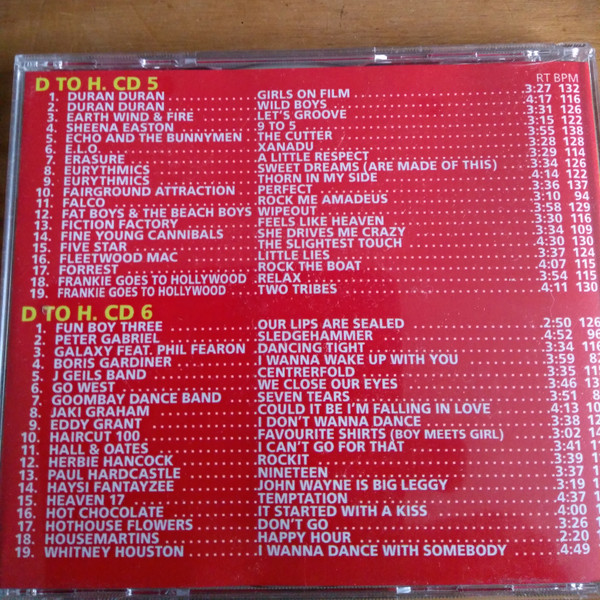 D TO H. CD 5 RT BPM
1. DURAN DURAN GIRLS ON FILM 3:27 132
2. DURAN DURAN WILD BOYS 4:17 116
3. EARTH WIND & FIRE LET'S GROOVE 3:31 126
4. SHEENA EASTON 9 TO 5 3:15 122
5. ECHO AND THE BUNNYMEN THE CUTTER 3:55 138
6. E.L.O. XANADU 3:28 128
7. ERASURE A LITTLE RESPECT 3:29 114
8. EURYTHMICS SWEET DREAMS (ARE MADE OF THIS) 3:34 126
9. EURYTHMICS THORN IN MY SIDE 4:14 122
10. FAIRGROUND ATTRACTION PERFECT 3:36 137
11. FALCO ROCK ME AMADEUS 3:10 94
12. FAT BOYS & THE BEACH BOYS WIPEOUT 3:58 129
13. FICTION FACTORY FEELS LIKE HEAVEN 3:30 116
14. FINE YOUNG CANNIBALS SHE DRIVES ME CRAZY 3:34 109
15. FIVE STAR THE SLIGHTEST TOUCH 4:30 130
16. FLEETWOOD MAC LITTLE LIES 3:37 124
17. FORREST ROCK THE BOAT 4:07 115
18. FRANKIE GOES TO HOLLYWOOD RELAX 3:54 115
19. FRANKIE GOES TO HOLLYWOOD TWO TRIBES 4:11 130
D TO H. CD 6
1. FUN BOY THREE OUR LIPS ARE SEALED 2:50 126
2. PETER GABRIEL SLEDGEHAMMER 4:52 96
3. GALAXY FEAT. PHIL FEARON DANCING TIGHT 3:34 116
4. BORIS GARDINER I WANNA WAKE UP WITH YOU 3:59 82
5. J GEILS BAND CENTREFOLD 3:35
6. GO WEST WE CLOSE OUR EYES 3:46
7. GOOMBAY DANCE BAND SEVEN TEARS 3:51
8. JAKI GRAHAM COULD IT BE I'M FALLING IN LOVE 4:13
9. EDDY GRANT I DON'T WANNA DANCE 3:38
10. HAIRCUT 100 FAVOURITE SHIRTS (BOY MEETS GIRL)
11. HALL & OATES I CAN'T GO FOR THAT 3:41
12. HERBIE HANCOCK ROCKIT 3:39
13. PAUL HARDCASTLE NINETEEN 3:37
14. HAYSI FANTAYZEE JOHN WAYNE IS BIG LEGGY 3:19
15. HEAVEN 17 TEMPTATION 4:37
16. HOT CHOCOLATE IT STARTED WITH A KISS 4:00
17. HOTHOUSE FLOWERS DON'T GO 3:26
18. HOUSEMARTINS HAPPY HOUR 2:20
19. WHITNEY HOUSTON I WANNA DANCE WITH SOMEBODY 4:49